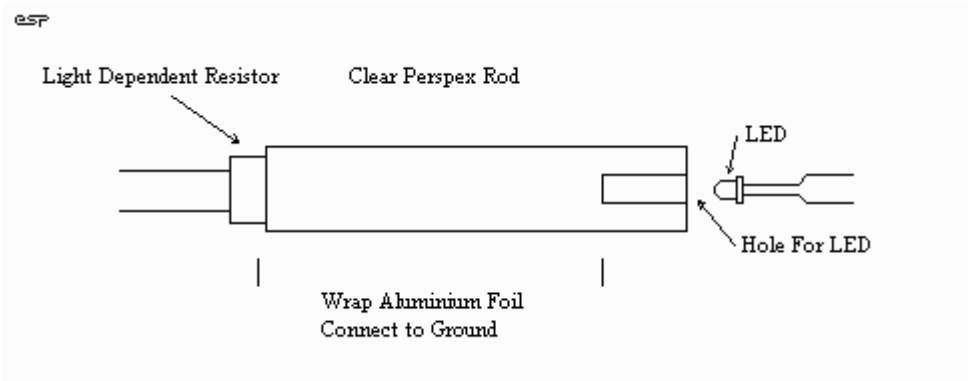 esp
Light Dependent Resistor
Clear Perspex Rod
LED
Hole For LED
Wrap Aluminium Foil
Connect to Ground